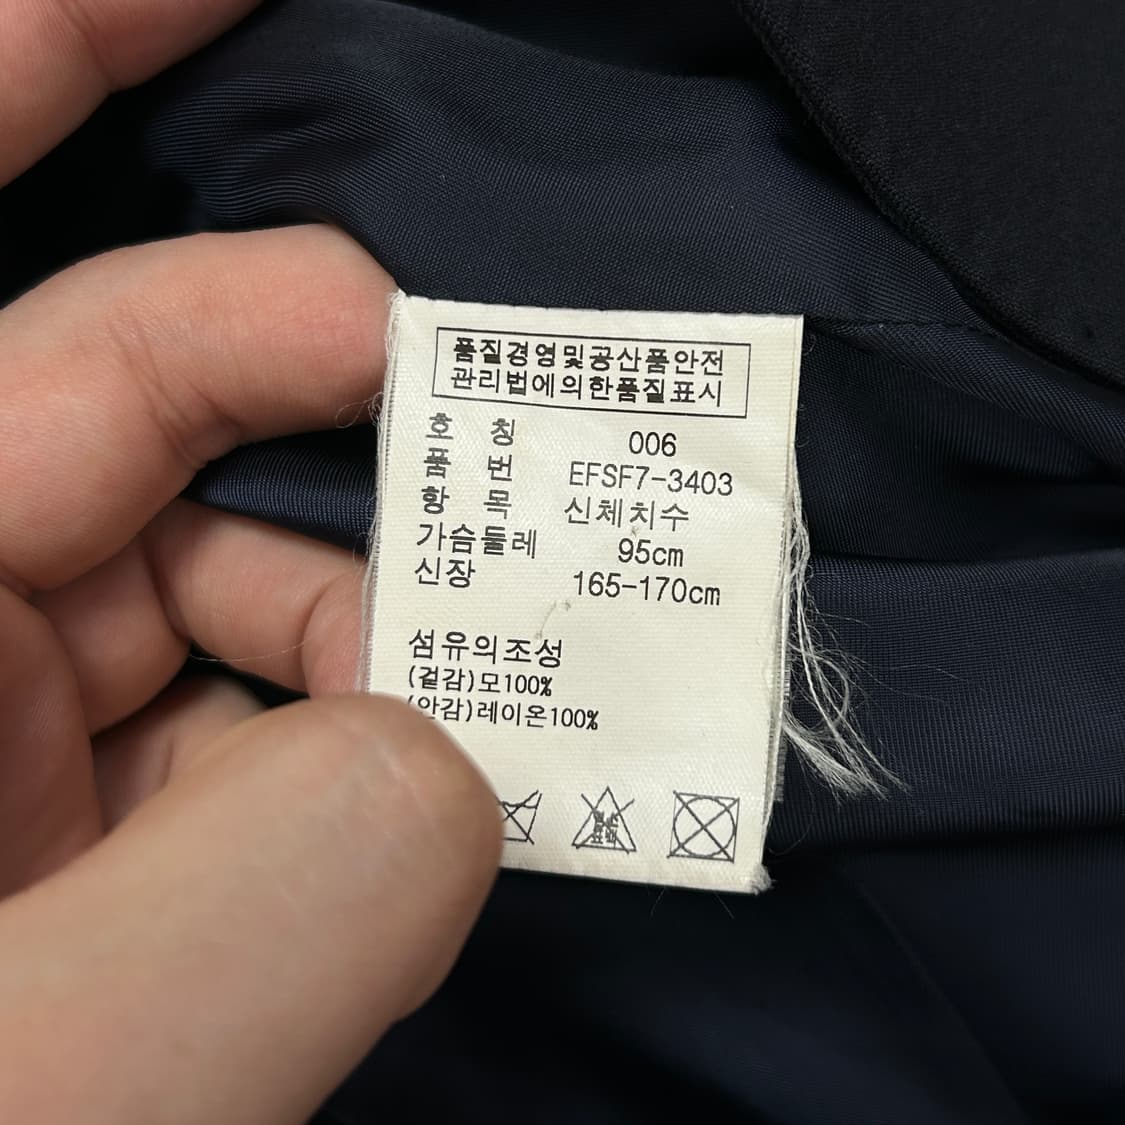 품질경영및공산품안전
관리법에의한품질표시
호 칭 006
품 번 EFSF7-3403
항 목 신체치수
가슴둘레 95cm
신장 165-170cm
섬유의조성
(겉감)모100%
(안감)레이온100%